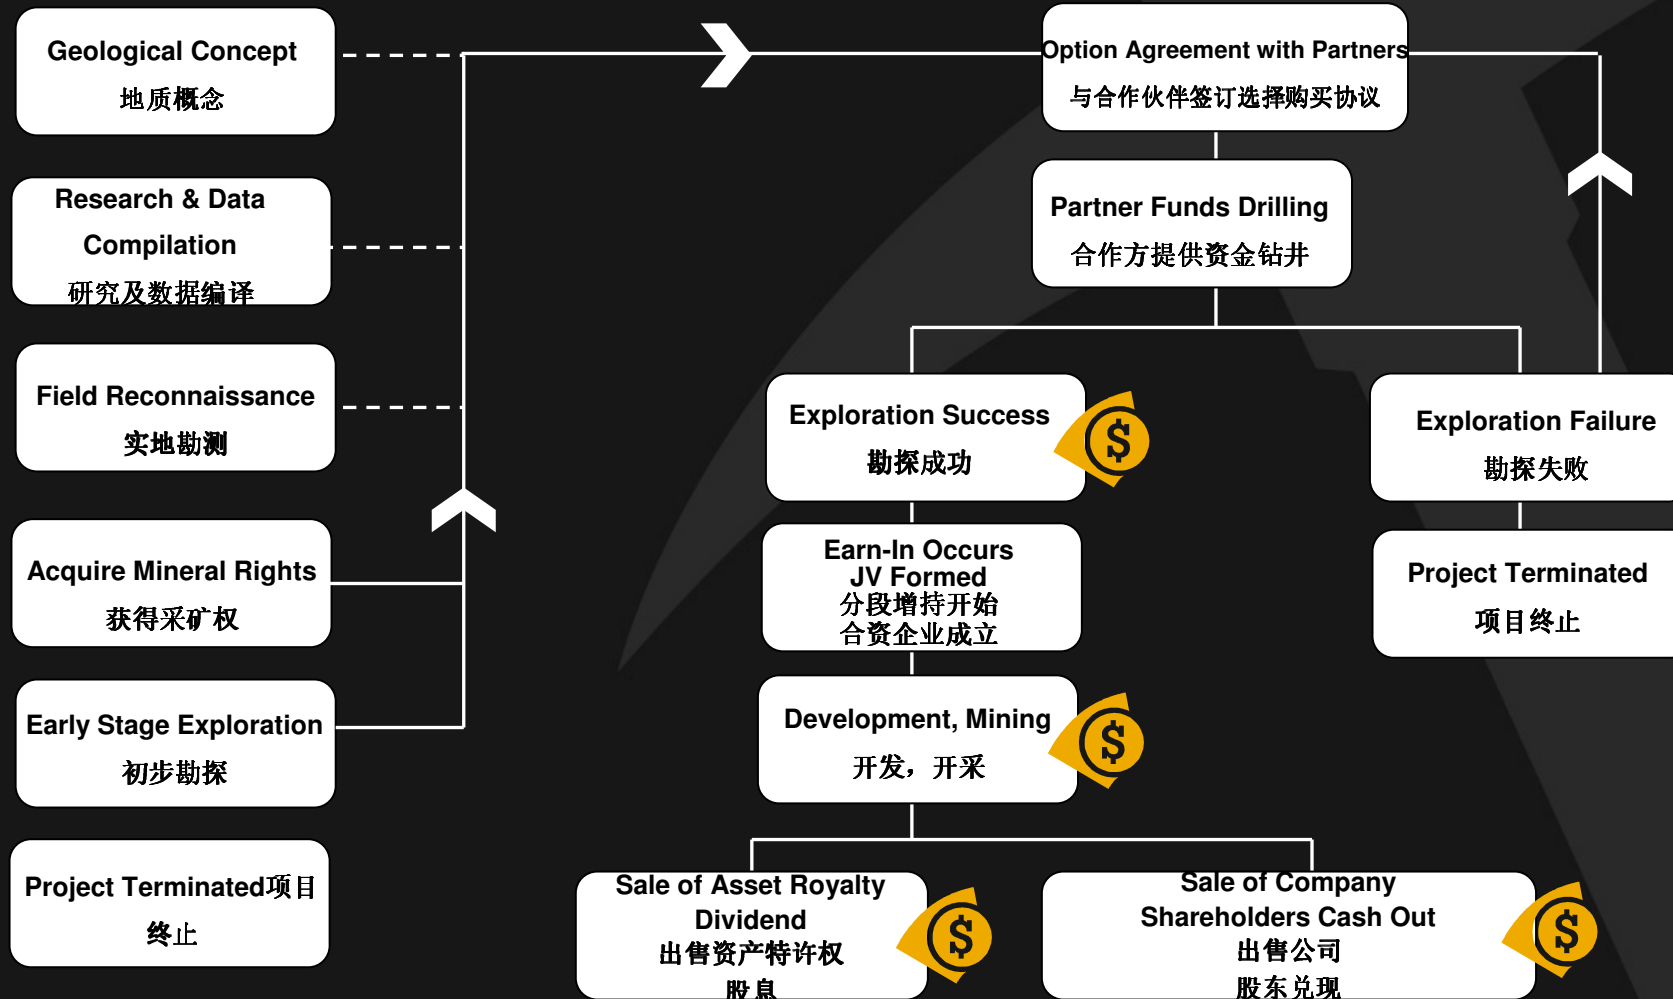 Geological Concept
地质概念
Research & Data
Compilation
研究及数据编译
Field Reconnaissance
实地勘测
Acquire Mineral Rights
获得采矿权
Early Stage Exploration
初步勘探
Project Terminated项目
终止
Option Agreement with Partners
与合作伙伴签订选择购买协议
Partner Funds Drilling
合作方提供资金钻井
Exploration Success
勘探成功
$
Earn-In Occurs
JV Formed
分段增持开始
合资企业成立
Development, Mining
开发，开采
$
Sale of Asset Royalty
Dividend
出售资产特许权
股息
$
Sale of Company
Shareholders Cash Out
出售公司
股东兑现
$
Exploration Failure
勘探失败
Project Terminated
项目终止